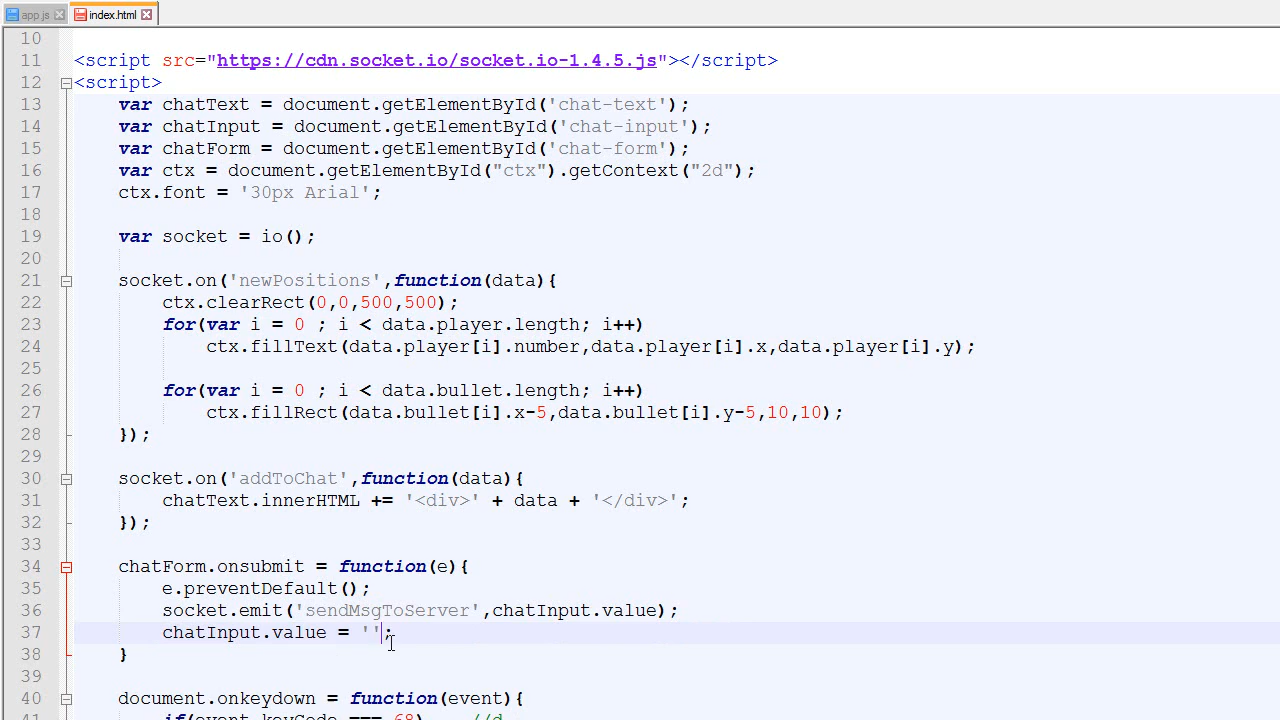 app.js index.html
10
11 <script src="https://cdn.socket.io/socket.io-1.4.5.js"></script>
12 <script>
13 var chatText = document.getElementById('chat-text');
14 var chatInput = document.getElementById('chat-input');
15 var chatForm = document.getElementById('chat-form');
16 var ctx = document.getElementById("ctx").getContext("2d");
17 ctx.font = '30px Arial';
18
19 var socket = io();
20
21 socket.on('newPositions',function(data){
22 ctx.clearRect(0,0,500,500);
23 for(var i = 0 ; i < data.player.length; i++)
24 ctx.fillText(data.player[i].number,data.player[i].x,data.player[i].y);
25
26 for(var i = 0 ; i < data.bullet.length; i++)
27 ctx.fillRect(data.bullet[i].x-5,data.bullet[i].y-5,10,10);
28 });
29
30 socket.on('addToChat',function(data){
31 chatText.innerHTML += '<div>' + data + '</div>';
32 });
33
34 chatForm.onsubmit = function(e){
35 e.preventDefault();
36 socket.emit('sendMsgToServer',chatInput.value);
37 chatInput.value = '';
38 }
39
40 document.onkeydown = function(event){
41 if(event.keyCode === 68) //d